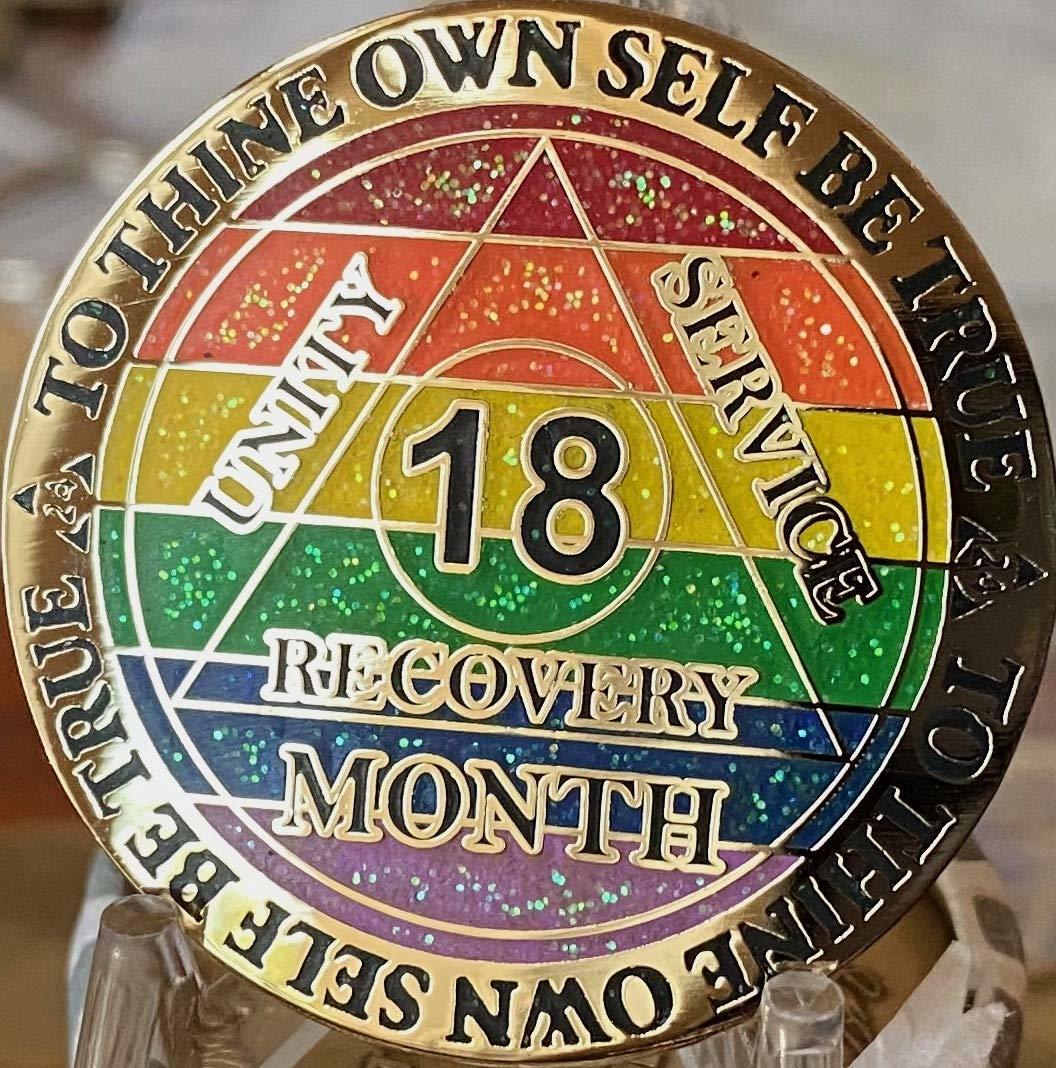 TO THINE OWN SELF BE TRUE
TO THINE OWN SELF BE TRUE
UNITY
SERVICE
18
RECOVERY
MONTH